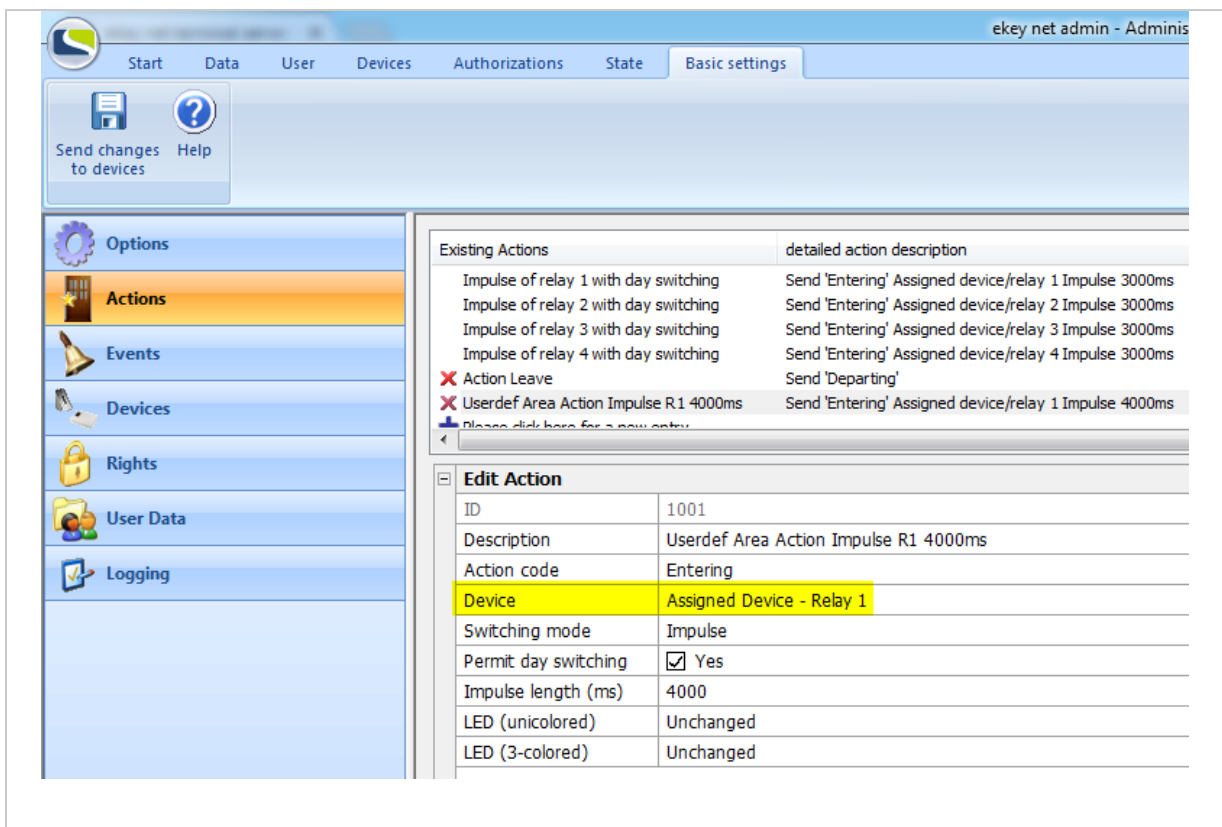 ekey net admin - Adminis
Start Data User Devices Authorizations State Basic settings
Send changes to devices
Help
Options
Actions
Events
Devices
Rights
User Data
Logging
Existing Actions detailed action description
Impulse of relay 1 with day switching Send 'Entering' Assigned device/relay 1 Impulse 3000ms
Impulse of relay 2 with day switching Send 'Entering' Assigned device/relay 2 Impulse 3000ms
Impulse of relay 3 with day switching Send 'Entering' Assigned device/relay 3 Impulse 3000ms
Impulse of relay 4 with day switching Send 'Entering' Assigned device/relay 4 Impulse 3000ms
Action Leave Send 'Departing'
Userdef Area Action Impulse R1 4000ms Send 'Entering' Assigned device/relay 1 Impulse 4000ms
Please click here for a new entry
Edit Action
ID 1001
Description Userdef Area Action Impulse R1 4000ms
Action code Entering
Device Assigned Device - Relay 1
Switching mode Impulse
Permit day switching Yes
Impulse length (ms) 4000
LED (unicolored) Unchanged
LED (3-colored) Unchanged